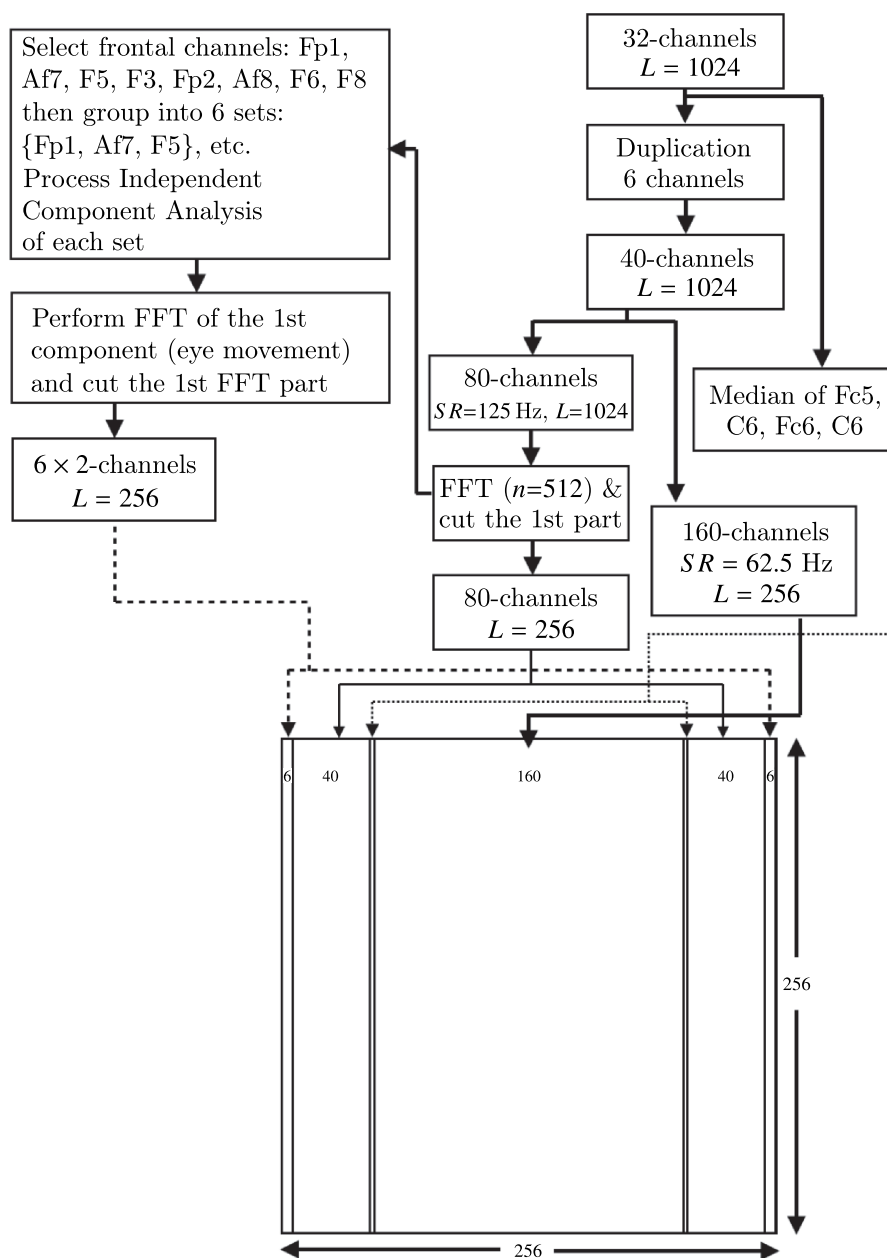 Select frontal channels: Fp1,
Af7, F5, F3, Fp2, Af8, F6, F8
then group into 6 sets:
{Fp1, Af7, F5}, etc.
Process Independent
Component Analysis
of each set
Perform FFT of the 1st
component (eye movement)
and cut the 1st FFT part
6 × 2-channels
L = 256
32-channels
L = 1024
Duplication
6 channels
40-channels
L = 1024
80-channels
SR=125 Hz, L=1024
FFT (n=512) &
cut the 1st part
80-channels
L = 256
Median of Fc5,
C6, Fc6, C6
160-channels
SR = 62.5 Hz
L = 256
6
40
160
40
6
256
256